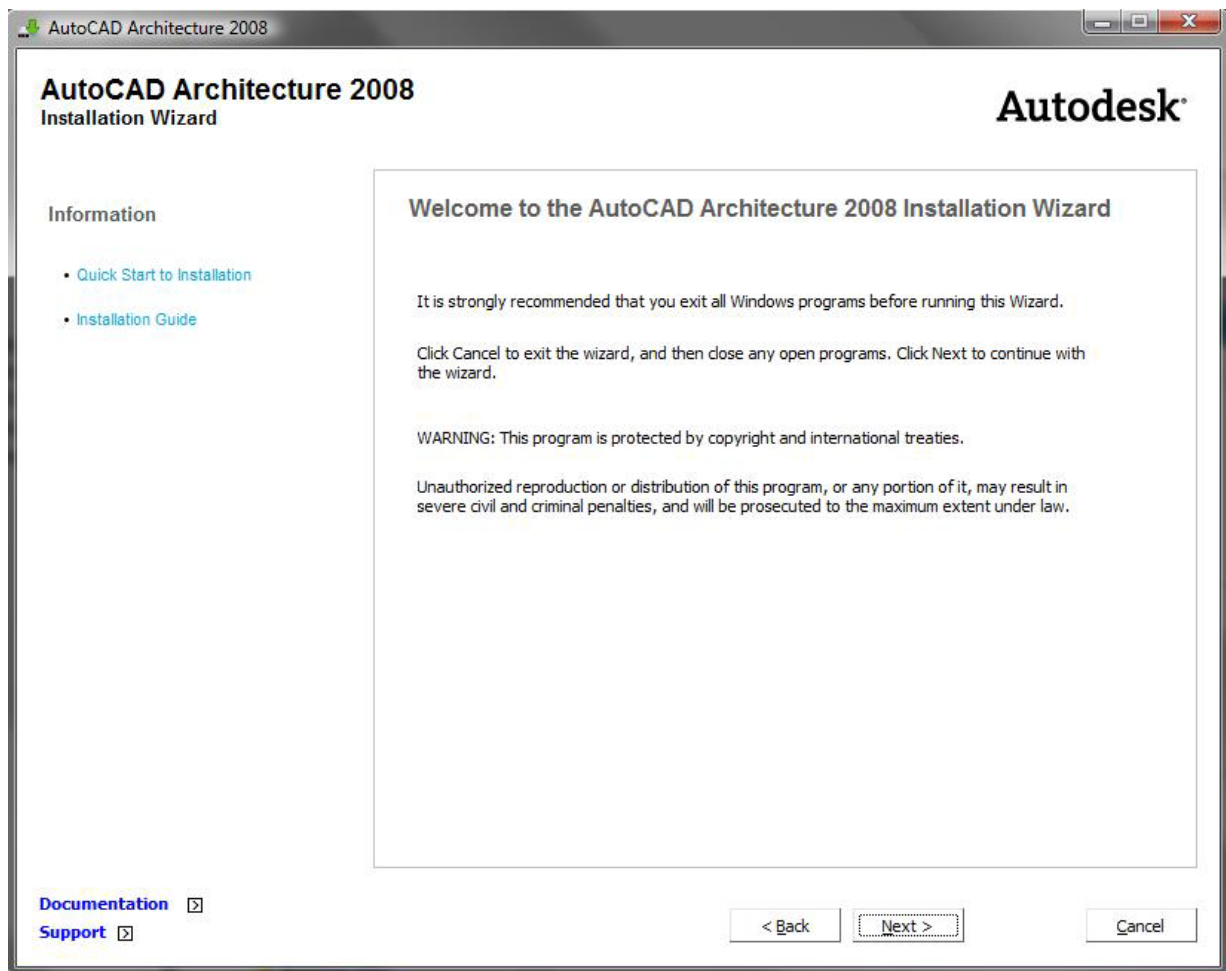 AutoCAD Architecture 2008
AutoCAD Architecture 2008
Installation Wizard
Autodesk
Information
• Quick Start to Installation
• Installation Guide
Welcome to the AutoCAD Architecture 2008 Installation Wizard
It is strongly recommended that you exit all Windows programs before running this Wizard.
Click Cancel to exit the wizard, and then close any open programs. Click Next to continue with
the wizard.
WARNING: This program is protected by copyright and international treaties.
Unauthorized reproduction or distribution of this program, or any portion of it, may result in
severe civil and criminal penalties, and will be prosecuted to the maximum extent under law.
Documentation
Support
< Back
Next >
Cancel